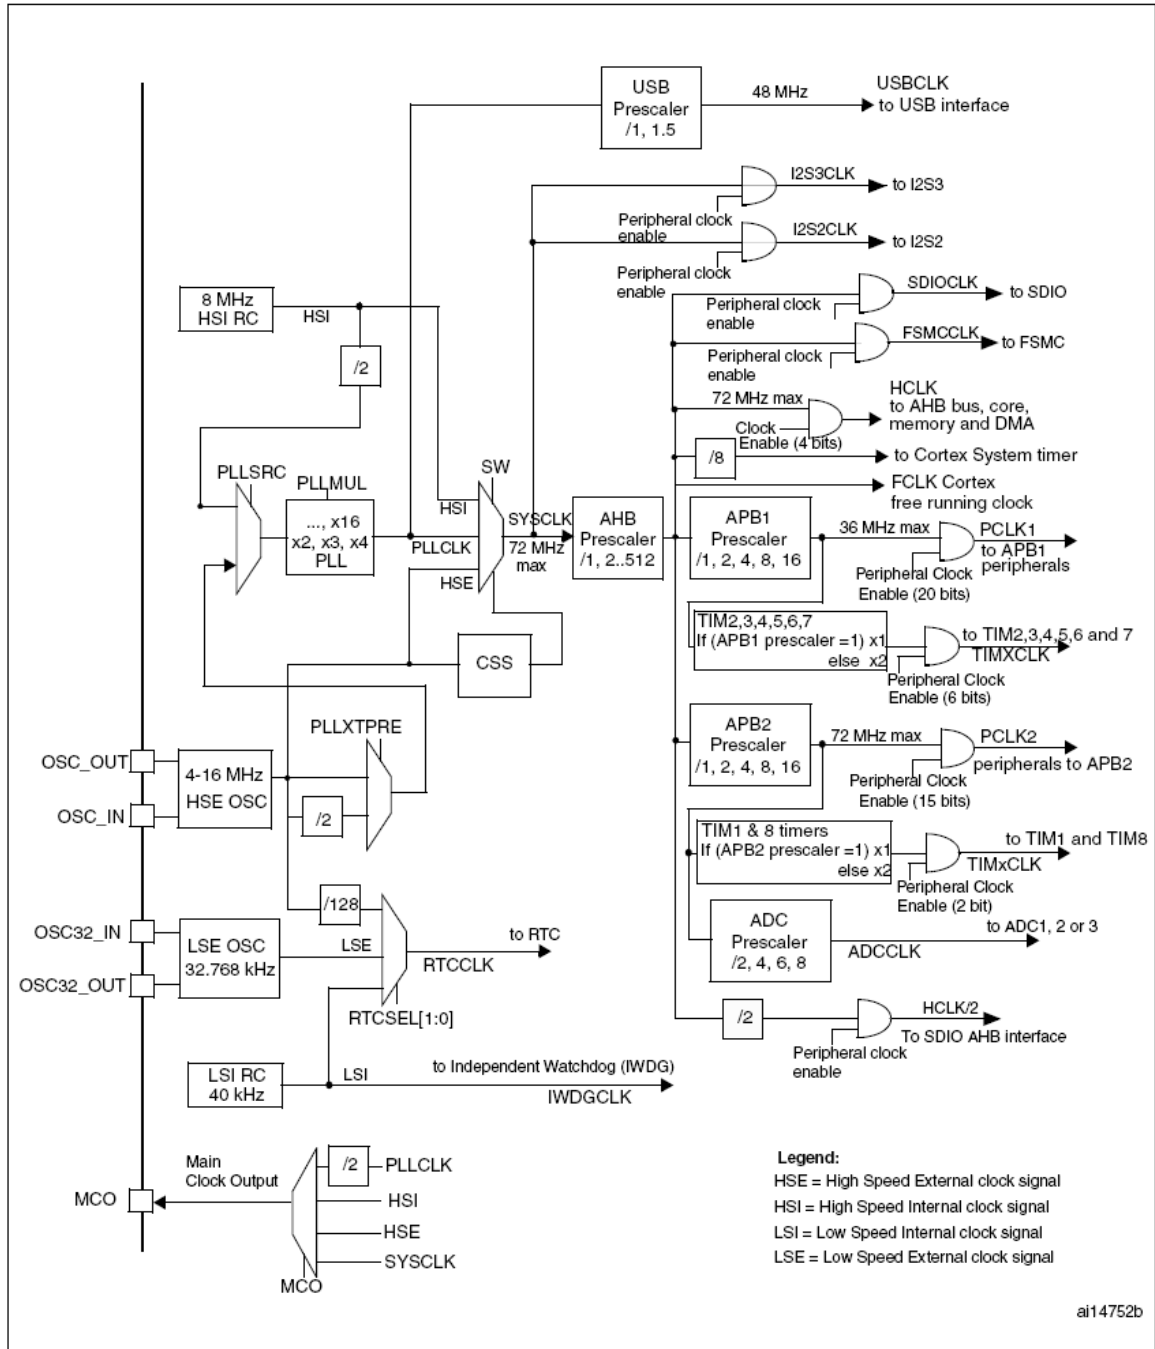 USB
Prescaler
/1, 1.5
48 MHz
USBCLK
to USB interface
I2S3CLK
to I2S3
Peripheral clock
enable
I2S2CLK
to I2S2
Peripheral clock
enable
8 MHz
HSI RC
HSI
SDIOCLK
to SDIO
Peripheral clock
enable
FSMCCLK
to FSMC
Peripheral clock
enable
/2
72 MHz max
HCLK
to AHB bus, core,
memory and DMA
Clock
Enable (4 bits)
/8
to Cortex System timer
FCLK Cortex
free running clock
PLLSRC
PLLMUL
..., x16
x2, x3, x4
PLL
SW
HSI
PLLCLK
HSE
SYSCLK
72 MHz
max
AHB
Prescaler
/1, 2..512
APB1
Prescaler
/1, 2, 4, 8, 16
36 MHz max
PCLK1
to APB1
peripherals
Peripheral Clock
Enable (20 bits)
TIM2,3,4,5,6,7
If (APB1 prescaler =1) x1
else x2
to TIM2,3,4,5,6 and 7
TIMXCLK
Peripheral Clock
Enable (6 bits)
CSS
PLLXTPRE
OSC_OUT
OSC_IN
4-16 MHz
HSE OSC
/2
APB2
Prescaler
/1, 2, 4, 8, 16
72 MHz max
PCLK2
peripherals to APB2
Peripheral Clock
Enable (15 bits)
TIM1 & 8 timers
If (APB2 prescaler =1) x1
else x2
to TIM1 and TIM8
TIMxCLK
Peripheral Clock
Enable (2 bit)
/128
OSC32_IN
OSC32_OUT
LSE OSC
32.768 kHz
LSE
to RTC
RTCCLK
RTCSEL[1:0]
ADC
Prescaler
/2, 4, 6, 8
to ADC1, 2 or 3
ADCCLK
/2
HCLK/2
To SDIO AHB interface
Peripheral clock
enable
LSI RC
40 kHz
LSI
to Independent Watchdog (IWDG)
IWDGCLK
MCO
Main
Clock Output
/2
PLLCLK
HSI
HSE
SYSCLK
MCO
Legend:
HSE = High Speed External clock signal
HSI = High Speed Internal clock signal
LSI = Low Speed Internal clock signal
LSE = Low Speed External clock signal
ai14752b